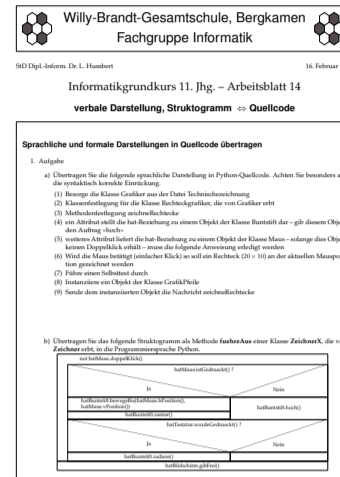 Willy-Brandt-Gesamtschule, Bergkamen
Fachgruppe Informatik
StD Dipl.-Inform. Dr. L. Humbert
16. Februar
Informatikgrundkurs 11. Jhg. – Arbeitsblatt 14
verbale Darstellung, Struktogramm ⇔ Quellcode
Sprachliche und formale Darstellungen in Quellcode übertragen
1. Aufgabe
a) Übertragen Sie die folgende sprachliche Darstellung in Python-Quellcode. Achten Sie besonders a
die syntaktisch korrekte Einrückung.
(1) Besorge die Klasse Grafiker aus der Datei Technischezeichnung
(2) Klassenfestlegung für die Klasse Rechteckgrafiker, die von Grafiker erbt
(3) Methodenfestlegung zeichneRechtecke
(4) ein Attribut stellt die hat-Beziehung zu einem Objekt der Klasse Buntstift dar – gib diesem Obj
den Auftrag »hoch«
(5) weiteres Attribut liefert die hat-Beziehung zu einem Objekt der Klasse Maus – solange dies Obj
keinen Doppelklick erhält – muss die folgende Anweisung erledigt werden
(6) Wird die Maus betätigt (einfacher Klick) so soll ein Rechteck (20 × 10) an der aktuellen Mauspo
tion gezeichnet werden
(7) Führe einen Selbsttest durch
(8) Instanziiere ein Objekt der Klasse GrafikPfeile
(9) Sende dem instanziierten Objekt die Nachricht zeichneRechtecke
b) Übertragen Sie das folgende Struktogramm als Methode fuehreAus einer Klasse ZeichnerX, die v
Zeichner erbt, in die Programmiersprache Python.
not hatMaus.doppelKlick()
hatMaus.istGedrueckt() ?
Ja
Nein
hatBuntstift.bewegeBis(hatMaus.hPosition(),
hatMaus.vPosition())
hatBuntstift.hoch()
hatBuntstift.runter()
hatTastatur.wurdeGedrueckt() ?
Ja
Nein
hatBuntstift.radiere()
hatBildschirm.gibFrei()